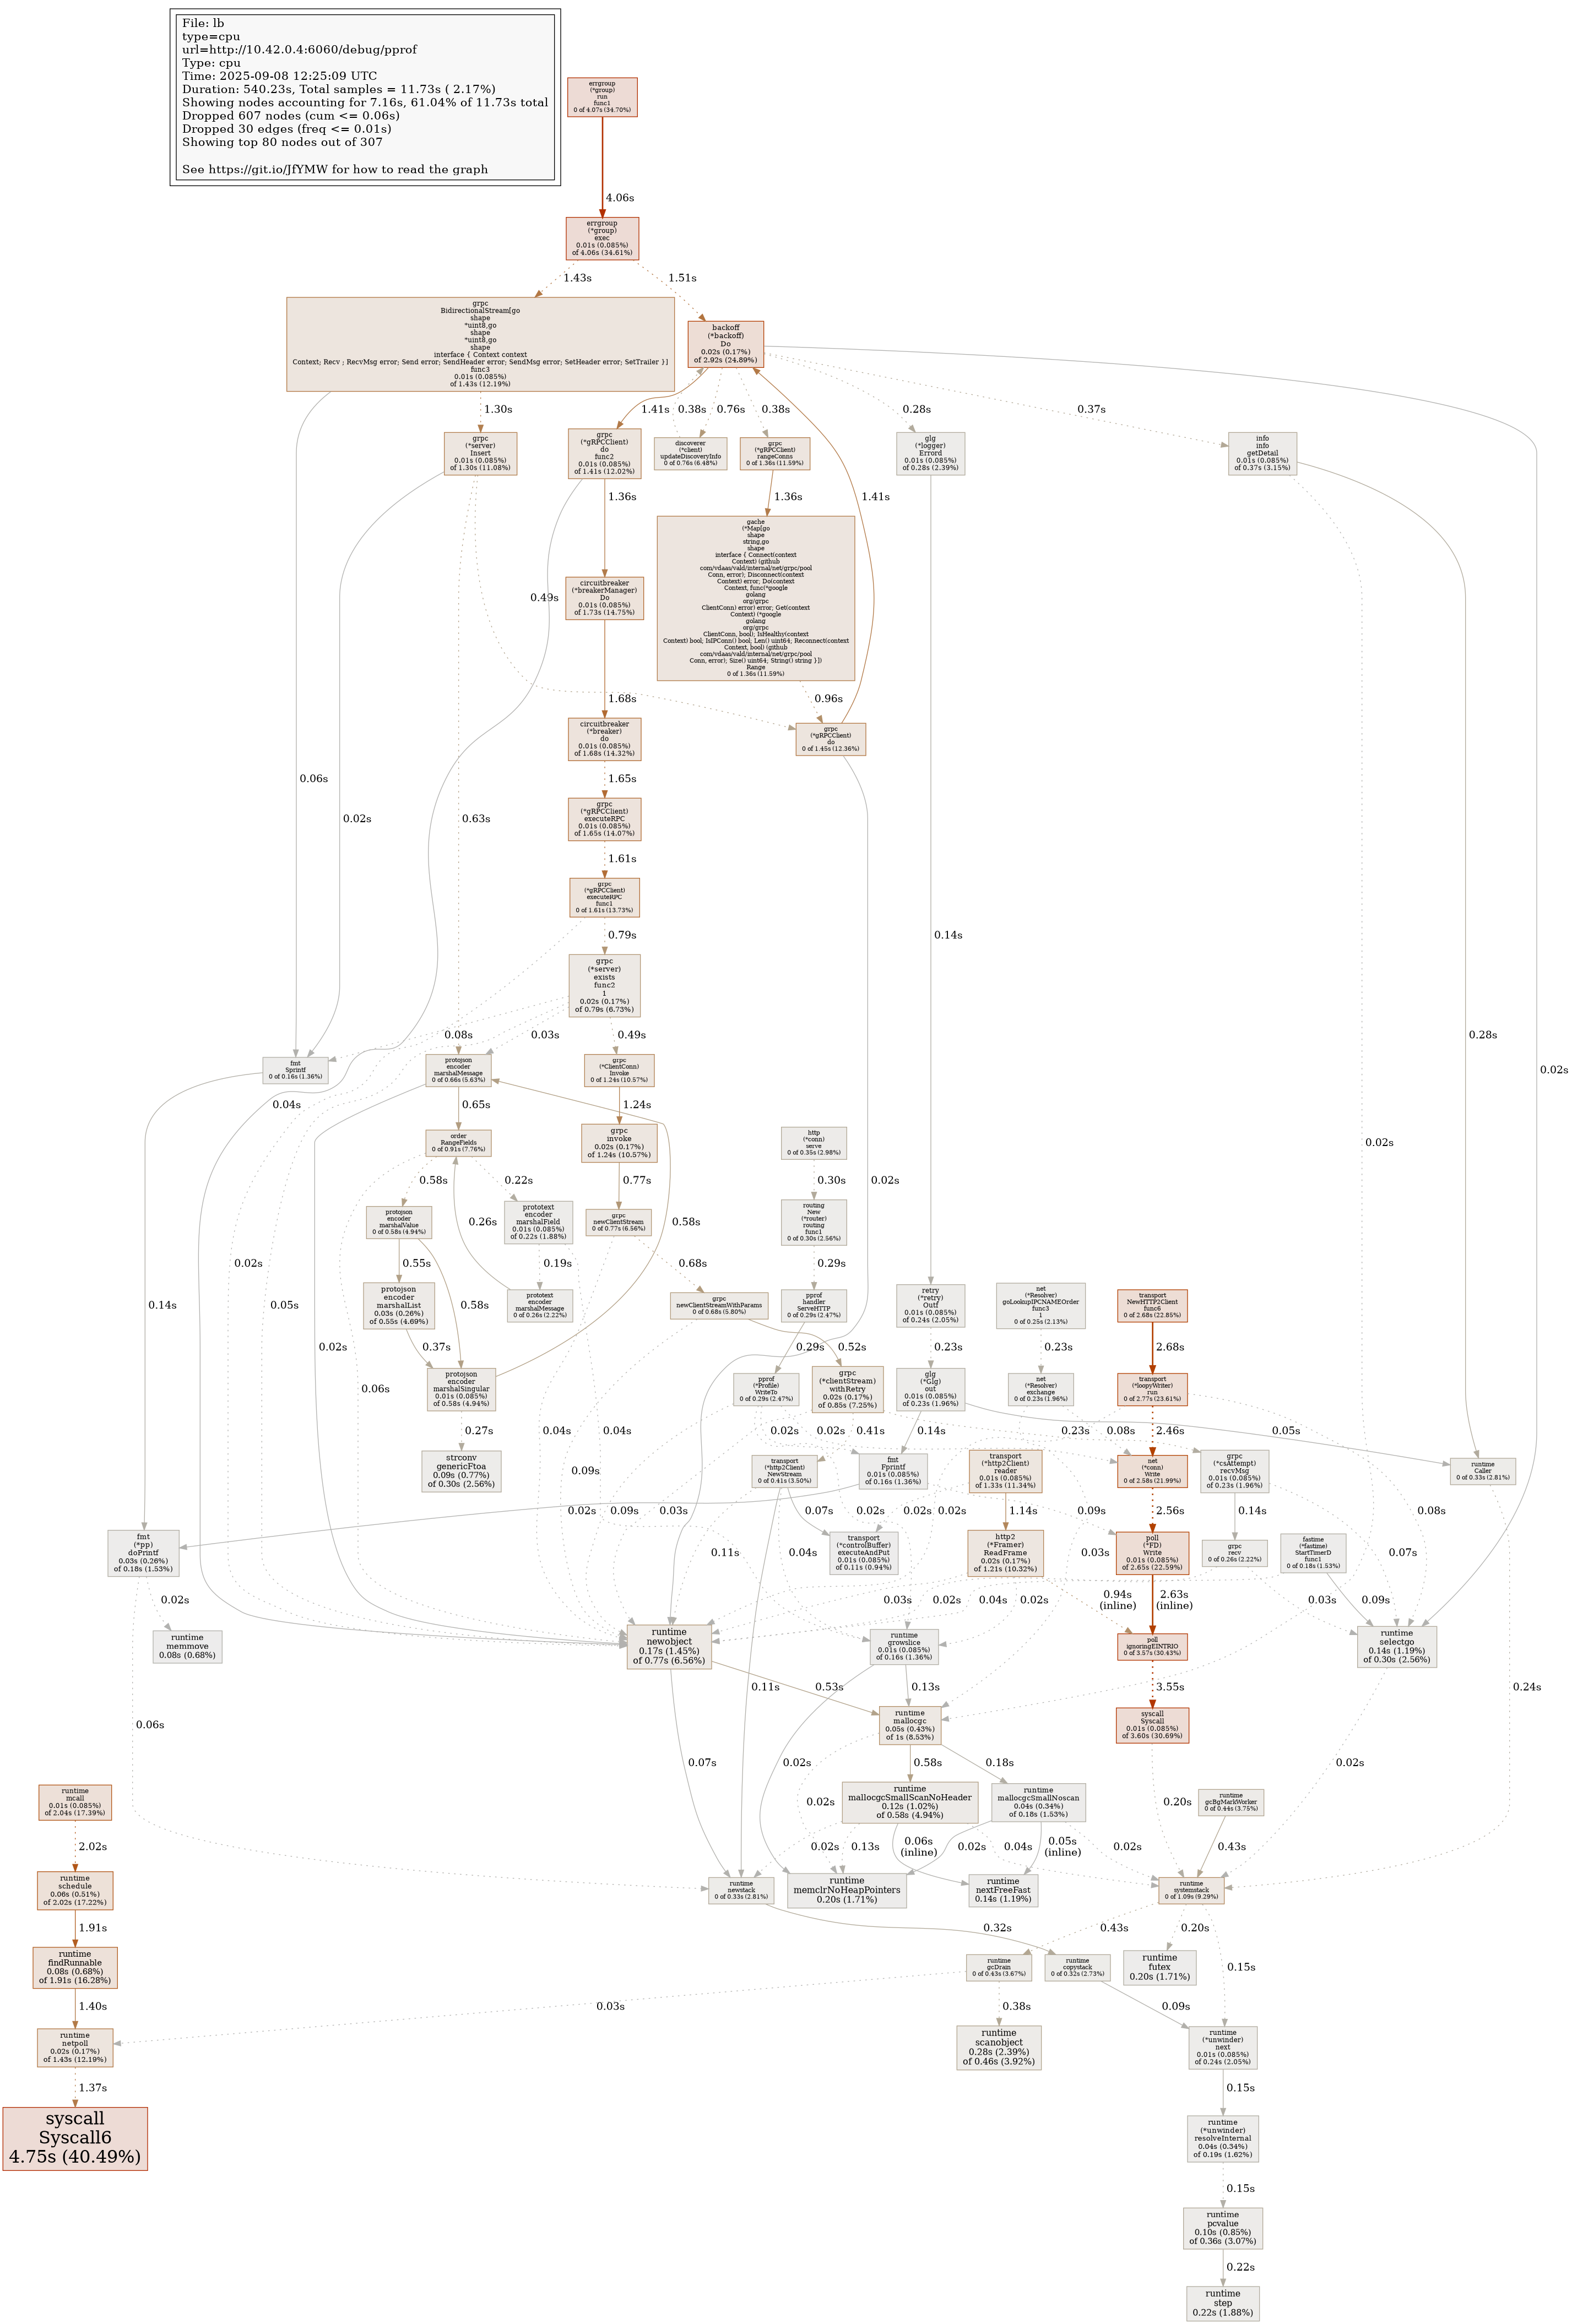 File: lb
type=cpu
url=http://10.42.0.4:6060/debug/pprof
Type: cpu
Time: 2025-09-08 12:25:09 UTC
Duration: 540.23s, Total samples = 11.73s ( 2.17%)
Showing nodes accounting for 7.16s, 61.04% of 11.73s total
Dropped 607 nodes (cum <= 0.06s)
Dropped 30 edges (freq <= 0.01s)
Showing top 80 nodes out of 307
See https://git.io/JfYMW for how to read the graph
errgroup
(*group)
run
func1
0 of 4.07s (34.70%)
4.06s
errgroup
(*group)
exec
0.01s (0.085%)
of 4.06s (34.61%)
1.43s
1.51s
grpc
BidirectionalStream[go
shape
*uint8,go
shape
*uint8,go
shape
interface { Context context
Context; Recv ; RecvMsg error; Send error; SendHeader error; SendMsg error; SetHeader error; SetTrailer }]
func3
0.01s (0.085%)
of 1.43s (12.19%)
backoff
(*backoff)
Do
0.02s (0.17%)
of 2.92s (24.89%)
1.30s
1.41s
0.38s
0.76s
0.38s
0.28s
0.37s
grpc
(*server)
Insert
0.01s (0.085%)
of 1.30s (11.08%)
grpc
(*gRPCClient)
do
func2
0.01s (0.085%)
of 1.41s (12.02%)
discoverer
(*client)
updateDiscoveryInfo
0 of 0.76s (6.48%)
grpc
(*gRPCClient)
rangeConns
0 of 1.36s (11.59%)
glg
(*logger)
Errord
0.01s (0.085%)
of 0.28s (2.39%)
info
info
getDetail
0.01s (0.085%)
of 0.37s (3.15%)
1.36s
1.36s
1.41s
gache
(*Map[go
shape
string,go
shape
interface { Connect(context
Context) (github
com/vdaas/vald/internal/net/grpc/pool
Conn, error); Disconnect(context
Context) error; Do(context
Context, func(*google
golang
org/grpc
ClientConn) error) error; Get(context
Context) (*google
golang
org/grpc
ClientConn, bool); IsHealthy(context
Context) bool; IsIPConn() bool; Len() uint64; Reconnect(context
Context, bool) (github
com/vdaas/vald/internal/net/grpc/pool
Conn, error); Size() uint64; String() string }])
Range
0 of 1.36s (11.59%)
circuitbreaker
(*breakerManager)
Do
0.01s (0.085%)
of 1.73s (14.75%)
0.49s
1.68s
0.96s
circuitbreaker
(*breaker)
do
0.01s (0.085%)
of 1.68s (14.32%)
grpc
(*gRPCClient)
do
0 of 1.45s (12.36%)
0.06s
1.65s
grpc
(*gRPCClient)
executeRPC
0.01s (0.085%)
of 1.65s (14.07%)
0.02s
0.63s
1.61s
grpc
(*gRPCClient)
executeRPC
func1
0 of 1.61s (13.73%)
0.79s
0.14s
grpc
(*server)
exists
func2
1
0.02s (0.17%)
of 0.79s (6.73%)
0.08s
0.03s
0.49s
0.28s
fmt
Sprintf
0 of 0.16s (1.36%)
protojson
encoder
marshalMessage
0 of 0.66s (5.63%)
grpc
(*ClientConn)
Invoke
0 of 1.24s (10.57%)
0.02s
0.04s
0.65s
1.24s
order
RangeFields
0 of 0.91s (7.76%)
grpc
invoke
0.02s (0.17%)
of 1.24s (10.57%)
http
(*conn)
serve
0 of 0.35s (2.98%)
0.02s
0.58s
0.22s
0.77s
0.30s
0.02s
protojson
encoder
marshalValue
0 of 0.58s (4.94%)
0.26s
prototext
encoder
marshalField
0.01s (0.085%)
of 0.22s (1.88%)
grpc
newClientStream
0 of 0.77s (6.56%)
0.58s
routing
New
(*router)
routing
func1
0 of 0.30s (2.56%)
0.02s
0.55s
0.19s
0.68s
0.29s
0.14s
0.05s
protojson
encoder
marshalList
0.03s (0.26%)
of 0.55s (4.69%)
0.58s
prototext
encoder
marshalMessage
0 of 0.26s (2.22%)
grpc
newClientStreamWithParams
0 of 0.68s (5.80%)
pprof
handler
ServeHTTP
0 of 0.29s (2.47%)
retry
(*retry)
Outf
0.01s (0.085%)
of 0.24s (2.05%)
net
(*Resolver)
goLookupIPCNAMEOrder
func3
1
0 of 0.25s (2.13%)
transport
NewHTTP2Client
func6
0 of 2.68s (22.85%)
0.02s
0.37s
0.29s
0.52s
0.23s
0.23s
2.68s
0.06s
protojson
encoder
marshalSingular
0.01s (0.085%)
of 0.58s (4.94%)
pprof
(*Profile)
WriteTo
0 of 0.29s (2.47%)
grpc
(*clientStream)
withRetry
0.02s (0.17%)
of 0.85s (7.25%)
glg
(*Glg)
out
0.01s (0.085%)
of 0.23s (1.96%)
net
(*Resolver)
exchange
0 of 0.23s (1.96%)
transport
(*loopyWriter)
run
0 of 2.77s (23.61%)
0.27s
0.04s
0.04s
0.02s
0.02s
0.41s
0.14s
0.23s
0.08s
2.46s
0.05s
strconv
genericFtoa
0.09s (0.77%)
of 0.30s (2.56%)
0.09s
transport
(*http2Client)
NewStream
0 of 0.41s (3.50%)
fmt
Fprintf
0.01s (0.085%)
of 0.16s (1.36%)
transport
(*http2Client)
reader
0.01s (0.085%)
of 1.33s (11.34%)
net
(*conn)
Write
0 of 2.58s (21.99%)
grpc
(*csAttempt)
recvMsg
0.01s (0.085%)
of 0.23s (1.96%)
runtime
Caller
0 of 0.33s (2.81%)
0.02s
0.09s
0.03s
0.07s
0.02s
0.02s
0.02s
1.14s
0.09s
2.56s
0.14s
0.08s
fmt
(*pp)
doPrintf
0.03s (0.26%)
of 0.18s (1.53%)
0.11s
0.04s
transport
(*controlBuffer)
executeAndPut
0.01s (0.085%)
of 0.11s (0.94%)
http2
(*Framer)
ReadFrame
0.02s (0.17%)
of 1.21s (10.32%)
0.03s
poll
(*FD)
Write
0.01s (0.085%)
of 2.65s (22.59%)
grpc
recv
0 of 0.26s (2.22%)
0.07s
fastime
(*fastime)
StartTimerD
func1
0 of 0.18s (1.53%)
0.02s
0.03s
0.02s
0.04s
0.02s
0.94s
(inline)
2.63s
(inline)
0.03s
0.09s
runtime
memmove
0.08s (0.68%)
runtime
newobject
0.17s (1.45%)
of 0.77s (6.56%)
runtime
growslice
0.01s (0.085%)
of 0.16s (1.36%)
poll
ignoringEINTRIO
0 of 3.57s (30.43%)
runtime
selectgo
0.14s (1.19%)
of 0.30s (2.56%)
0.11s
0.53s
0.13s
3.55s
0.24s
0.06s
0.07s
0.02s
runtime
mallocgc
0.05s (0.43%)
of 1s (8.53%)
syscall
Syscall
0.01s (0.085%)
of 3.60s (30.69%)
0.02s
0.58s
0.18s
runtime
mcall
0.01s (0.085%)
of 2.04s (17.39%)
0.02s
runtime
mallocgcSmallScanNoHeader
0.12s (1.02%)
of 0.58s (4.94%)
runtime
mallocgcSmallNoscan
0.04s (0.34%)
of 0.18s (1.53%)
0.20s
runtime
gcBgMarkWorker
0 of 0.44s (3.75%)
2.02s
0.02s
0.13s
0.06s
(inline)
0.02s
0.04s
0.05s
(inline)
0.02s
0.43s
runtime
schedule
0.06s (0.51%)
of 2.02s (17.22%)
runtime
newstack
0 of 0.33s (2.81%)
runtime
memclrNoHeapPointers
0.20s (1.71%)
runtime
nextFreeFast
0.14s (1.19%)
runtime
systemstack
0 of 1.09s (9.29%)
1.91s
0.32s
0.43s
0.20s
0.15s
runtime
findRunnable
0.08s (0.68%)
of 1.91s (16.28%)
runtime
gcDrain
0 of 0.43s (3.67%)
runtime
copystack
0 of 0.32s (2.73%)
runtime
futex
0.20s (1.71%)
1.40s
0.03s
0.38s
0.09s
runtime
netpoll
0.02s (0.17%)
of 1.43s (12.19%)
runtime
scanobject
0.28s (2.39%)
of 0.46s (3.92%)
runtime
(*unwinder)
next
0.01s (0.085%)
of 0.24s (2.05%)
1.37s
0.15s
syscall
Syscall6
4.75s (40.49%)
runtime
(*unwinder)
resolveInternal
0.04s (0.34%)
of 0.19s (1.62%)
0.15s
runtime
pcvalue
0.10s (0.85%)
of 0.36s (3.07%)
0.22s
runtime
step
0.22s (1.88%)